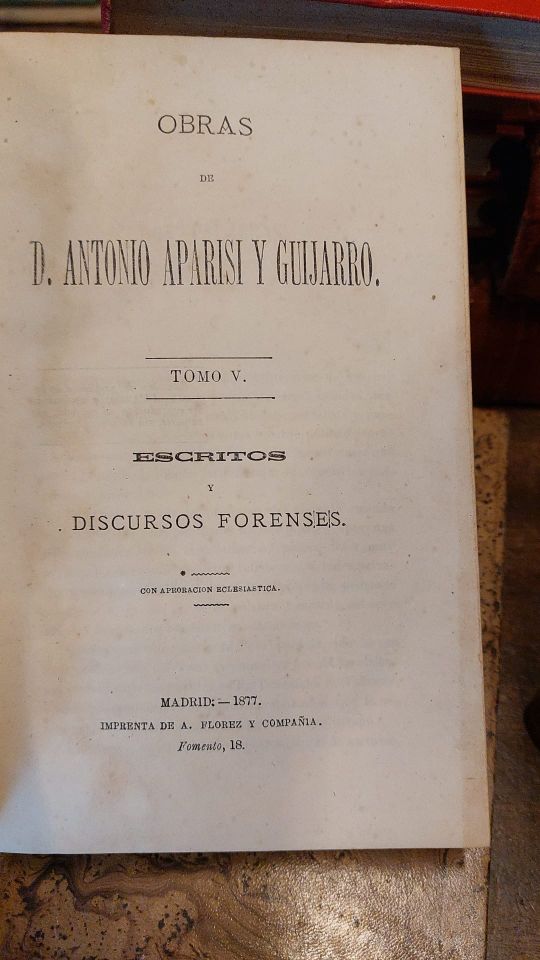 OBRAS
DE
D. ANTONIO APARISI Y GUIJARRO.
TOMO V.
ESCRITOS
Y
DISCURSOS FORENSES.
CON APROBACION ECLESIASTICA.
MADRID:—1877.
IMPRENTA DE A. FLOREZ Y COMPAÑIA.
Fomento, 18.